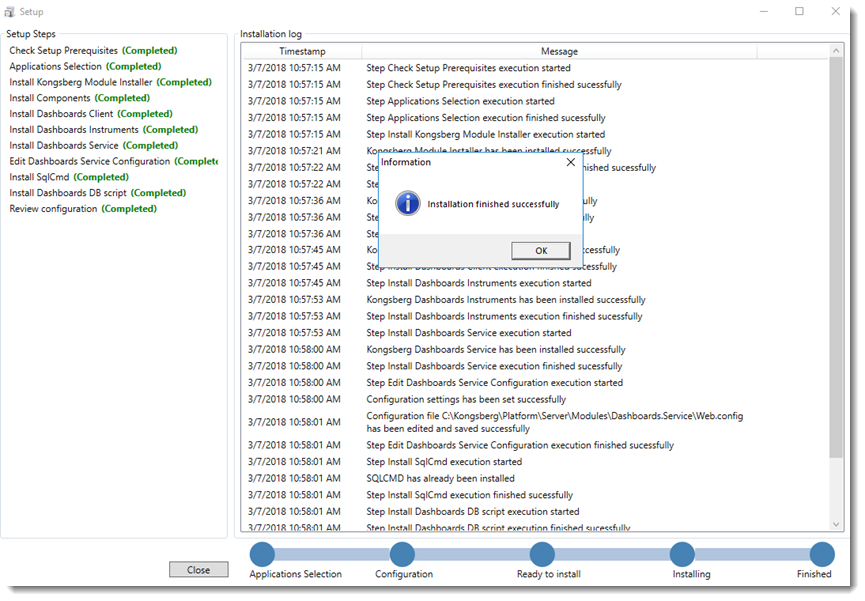 Setup
Setup Steps
Check Setup Prerequisites (Completed)
Applications Selection (Completed)
Install Kongsberg Module Installer (Completed)
Install Components (Completed)
Install Dashboards Client (Completed)
Install Dashboards Instruments (Completed)
Install Dashboards Service (Completed)
Edit Dashboards Service Configuration (Complete
Install SqlCmd (Completed)
Install Dashboards DB script (Completed)
Review configuration (Completed)
Installation log
Timestamp Message
3/7/2018 10:57:15 AM Step Check Setup Prerequisites execution started
3/7/2018 10:57:15 AM Step Check Setup Prerequisites execution finished sucessfully
3/7/2018 10:57:15 AM Step Applications Selection execution started
3/7/2018 10:57:15 AM Step Applications Selection execution finished sucessfully
3/7/2018 10:57:15 AM Step Install Kongsberg Module Installer execution started
3/7/2018 10:57:21 AM Kongsberg Module Installer has been installed successfully
3/7/2018 10:57:22 AM Ste nished sucessfully
3/7/2018 10:57:22 AM Ste
3/7/2018 10:57:36 AM Ko ully
3/7/2018 10:57:36 AM Ste lly
3/7/2018 10:57:36 AM Ste
3/7/2018 10:57:45 AM Ko cessfully
3/7/2018 10:57:45 AM Step Install Dashboards Client execution finished sucessfully
3/7/2018 10:57:45 AM Step Install Dashboards Instruments execution started
3/7/2018 10:57:53 AM Kongsberg Dashboards Instruments has been installed successfully
3/7/2018 10:57:53 AM Step Install Dashboards Instruments execution finished sucessfully
3/7/2018 10:57:53 AM Step Install Dashboards Service execution started
3/7/2018 10:58:00 AM Kongsberg Dashboards Service has been installed successfully
3/7/2018 10:58:00 AM Step Install Dashboards Service execution finished sucessfully
3/7/2018 10:58:00 AM Step Edit Dashboards Service Configuration execution started
3/7/2018 10:58:00 AM Configuration settings has been set successfully
3/7/2018 10:58:01 AM Configuration file C:\Kongsberg\Platform\Server\Modules\Dashboards.Service\Web.config
has been edited and saved successfully
3/7/2018 10:58:01 AM Step Edit Dashboards Service Configuration execution finished sucessfully
3/7/2018 10:58:01 AM Step Install SqlCmd execution started
3/7/2018 10:58:01 AM SQLCMD has already been installed
3/7/2018 10:58:01 AM Step Install SqlCmd execution finished sucessfully
3/7/2018 10:58:01 AM Step Install Dashboards DB script execution started
3/7/2018 10:58:01 AM Step Install Dashboards DB script execution finished sucessfully
Information
Installation finished successfully
OK
Close
Applications Selection
Configuration
Ready to install
Installing
Finished